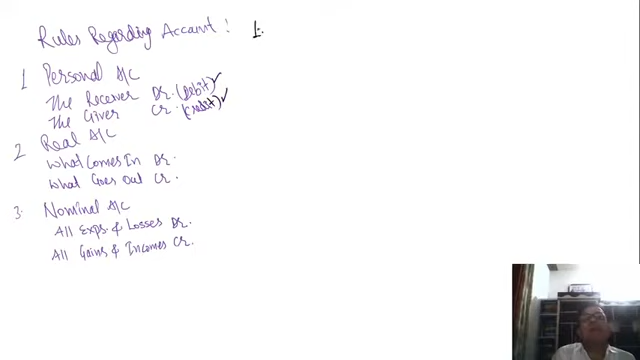 Rules Regarding Account ! 1.
1 Personal A/C
The Receiver Dr. (Debit) ✓
The Giver Cr. (Credit) ✓
2 Real A/C
What Comes In Dr.
What Goes Out Cr.
3. Nominal A/C
All Exps. & Losses Dr.
All Gains & Incomes Cr.